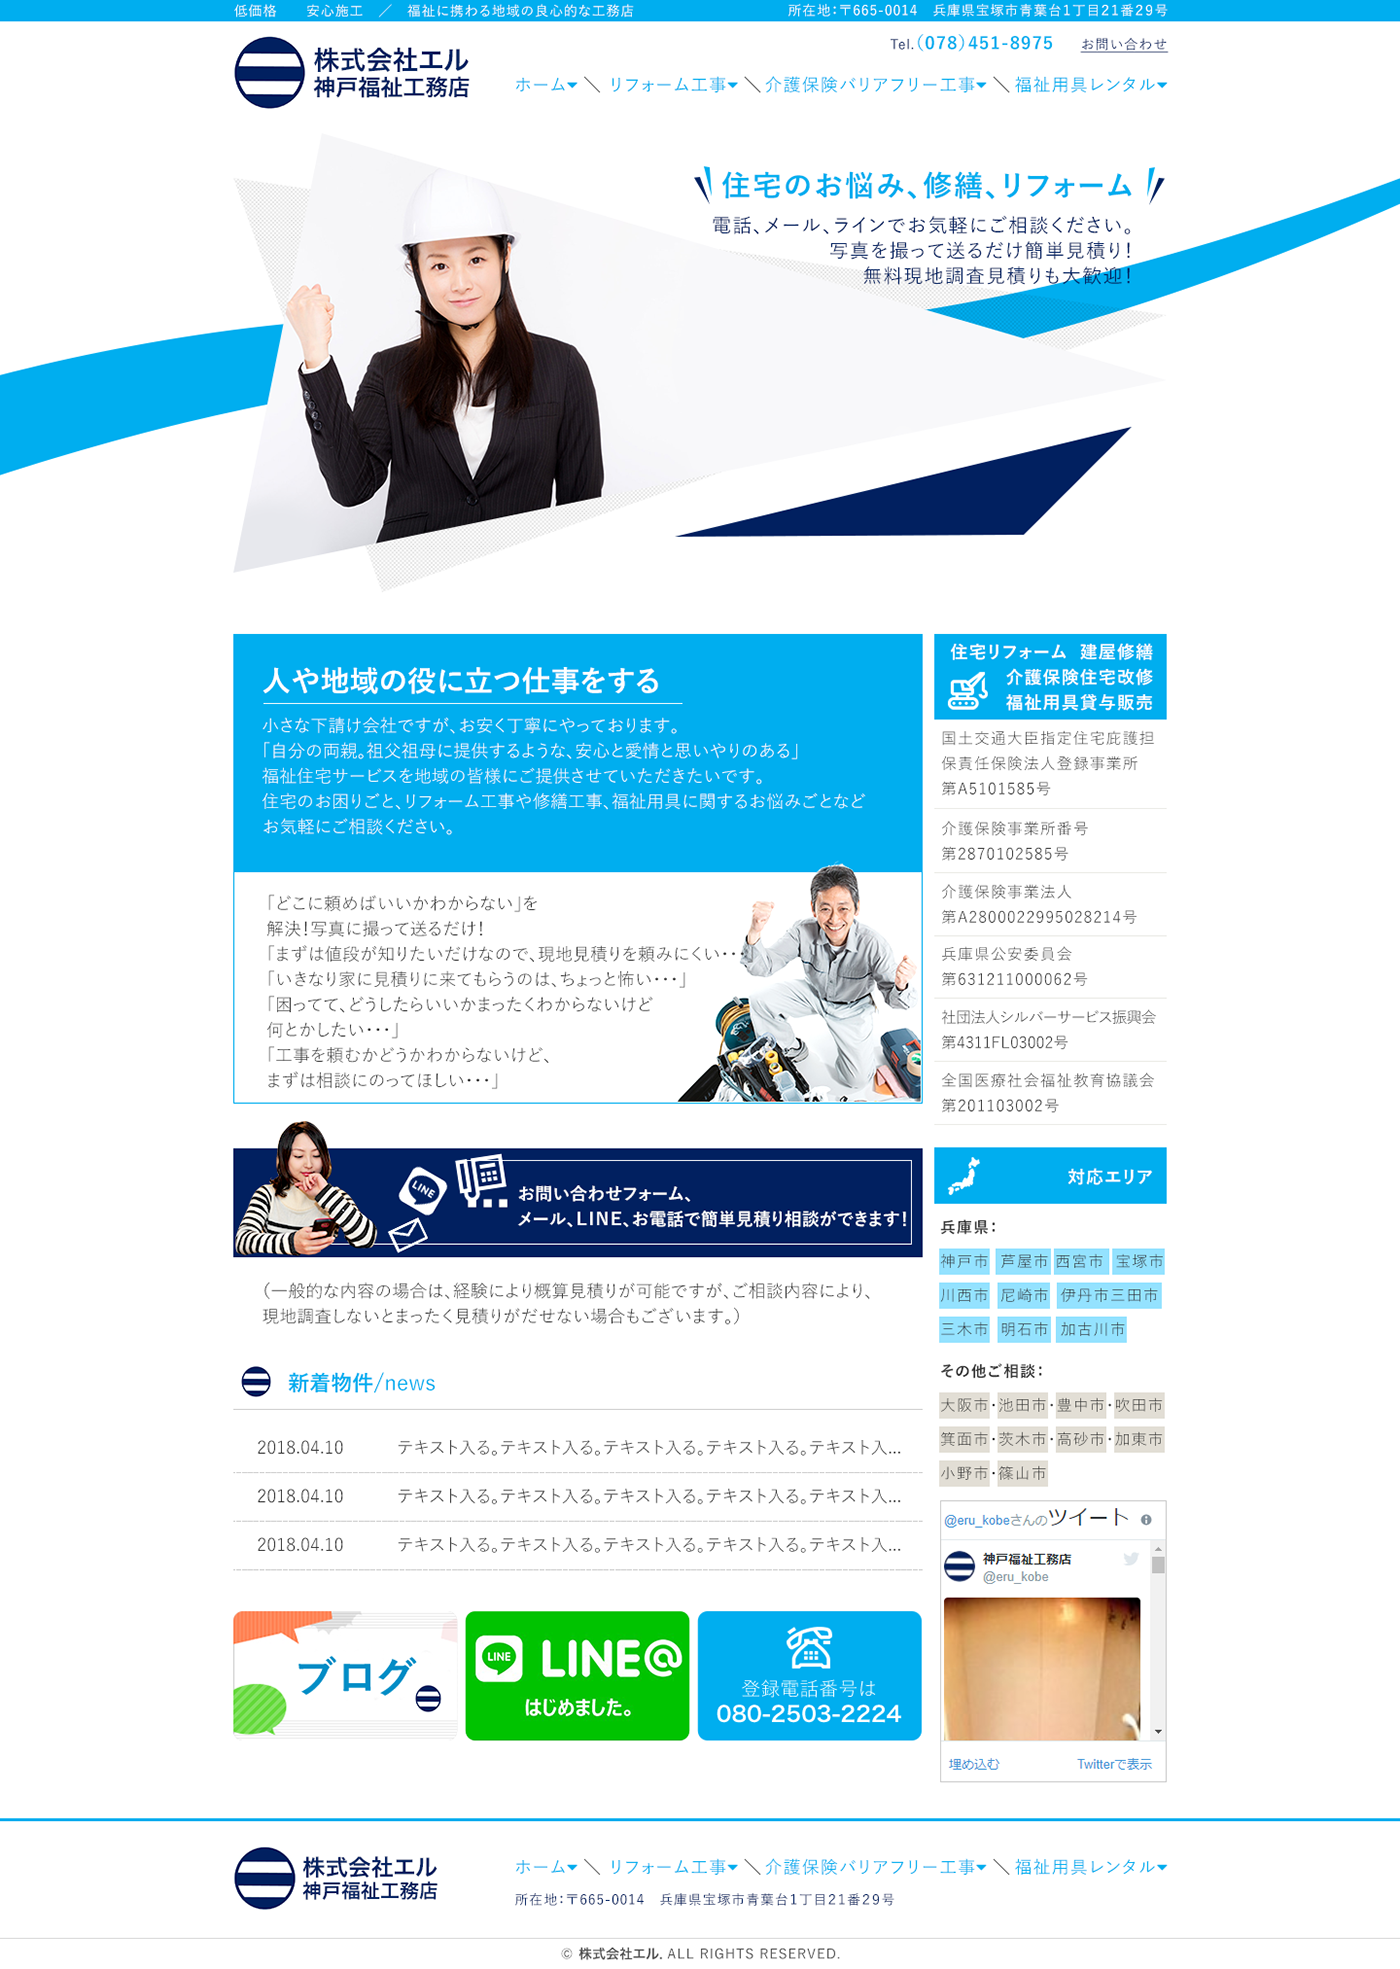 低価格　　安心施工　／　福祉に携わる地域の良心的な工務店
所在地：〒665-0014　兵庫県宝塚市青葉台1丁目21番29号
株式会社エル
神戸福祉工務店
Tel.（078）451-8975
お問い合わせ
ホーム ＼ リフォーム工事 ＼ 介護保険バリアフリー工事 ＼ 福祉用具レンタル
住宅のお悩み、修繕、リフォーム
電話、メール、ラインでお気軽にご相談ください。
写真を撮って送るだけ簡単見積り！
無料現地調査見積りも大歓迎！
人や地域の役に立つ仕事をする
小さな下請け会社ですが、お安く丁寧にやっております。
「自分の両親。祖父祖母に提供するような、安心と愛情と思いやりのある」
福祉住宅サービスを地域の皆様にご提供させていただきたいです。
住宅のお困りごと、リフォーム工事や修繕工事、福祉用具に関するお悩みごとなど
お気軽にご相談ください。
「どこに頼めばいいかわからない」を
解決！写真に撮って送るだけ！
「まずは値段が知りたいだけなので、現地見積りを頼みにくい・・・
「いきなり家に見積りに来てもらうのは、ちょっと怖い・・・」
「困ってて、どうしたらいいかまったくわからないけど
何とかしたい・・・」
「工事を頼むかどうかわからないけど、
まずは相談にのってほしい・・・」
LINE
お問い合わせフォーム、
メール、LINE、お電話で簡単見積り相談ができます！
（一般的な内容の場合は、経験により概算見積りが可能ですが、ご相談内容により、
現地調査しないとまったく見積りがだせない場合もございます。）
新着物件/news
2018.04.10　テキスト入る。テキスト入る。テキスト入る。テキスト入る。テキスト入...
2018.04.10　テキスト入る。テキスト入る。テキスト入る。テキスト入る。テキスト入...
2018.04.10　テキスト入る。テキスト入る。テキスト入る。テキスト入る。テキスト入...
ブログ
LINE
LINE@
はじめました。
登録電話番号は
080-2503-2224
住宅リフォーム　建屋修繕
介護保険住宅改修
福祉用具貸与販売
国土交通大臣指定住宅庇護担
保責任保険法人登録事業所
第A5101585号
介護保険事業所番号
第2870102585号
介護保険事業法人
第A2800022995028214号
兵庫県公安委員会
第631211000062号
社団法人シルバーサービス振興会
第4311FL03002号
全国医療社会福祉教育協議会
第201103002号
対応エリア
兵庫県：
神戸市 芦屋市 西宮市 宝塚市
川西市 尼崎市 伊丹市三田市
三木市 明石市 加古川市
その他ご相談：
大阪市・池田市・豊中市・吹田市
箕面市・茨木市・高砂市・加東市
小野市・篠山市
@eru_kobeさんのツイート
神戸福祉工務店
@eru_kobe
埋め込む
Twitterで表示
株式会社エル
神戸福祉工務店
ホーム ＼ リフォーム工事 ＼ 介護保険バリアフリー工事 ＼ 福祉用具レンタル
所在地：〒665-0014　兵庫県宝塚市青葉台1丁目21番29号
© 株式会社エル. ALL RIGHTS RESERVED.